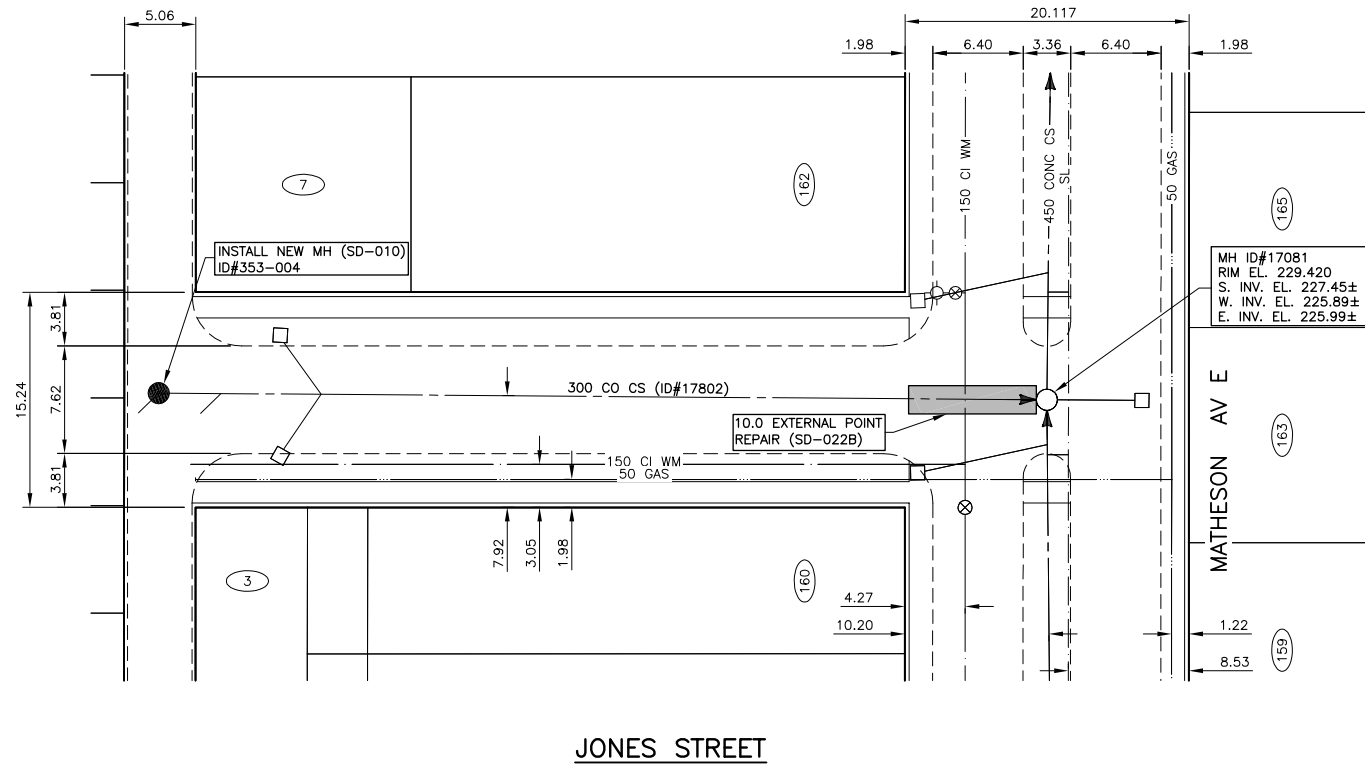 5.06
20.117
1.98
6.40
3.36
6.40
1.98
150 CI WM
450 CONC CS
SL
50 GAS
7
162
165
INSTALL NEW MH (SD-010)
ID#353-004
MH ID#17081
RIM EL. 229.420
S. INV. EL. 227.45±
W. INV. EL. 225.89±
E. INV. EL. 225.99±
15.24
3.81
7.62
3.81
300 CO CS (ID#17802)
10.0 EXTERNAL POINT
REPAIR (SD-022B)
150 CI WM
50 GAS
MATHESON AV E
163
7.92
3.05
1.98
3
160
4.27
10.20
1.22
8.53
159
JONES STREET